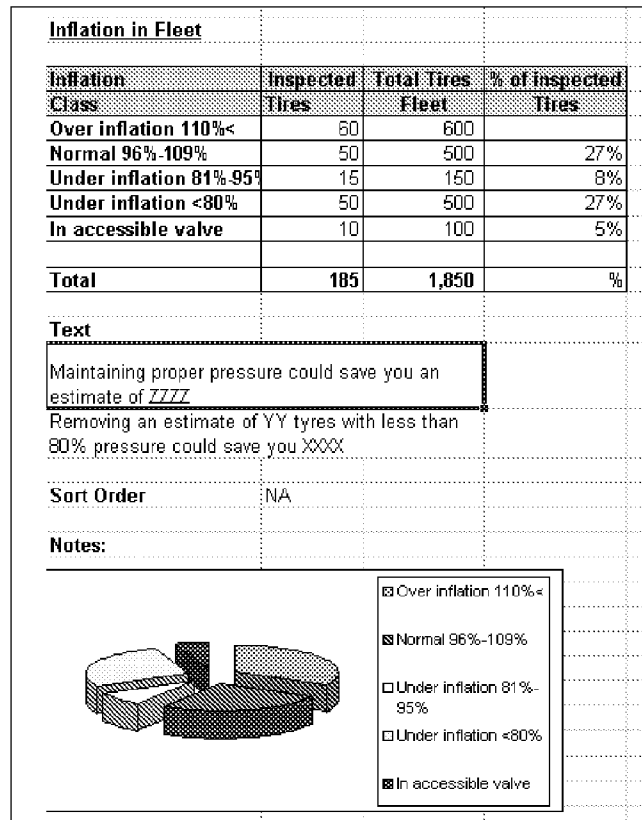 Inflation in Fleet
Inflation Inspected Total Tires % of inspected
Class Tires Fleet Tires
Over inflation 110%< 60 600
Normal 96%-109% 50 500 27%
Under inflation 81%-95% 15 150 8%
Under inflation <80% 50 500 27%
In accessible valve 10 100 5%
Total 185 1,850 %
Text
Maintaining proper pressure could save you an
estimate of ZZZZ
Removing an estimate of YY tyres with less than
80% pressure could save you XXXX
Sort Order NA
Notes:
Over inflation 110%<
Normal 96%-109%
Under inflation 81%-
95%
Under inflation <80%
In accessible valve